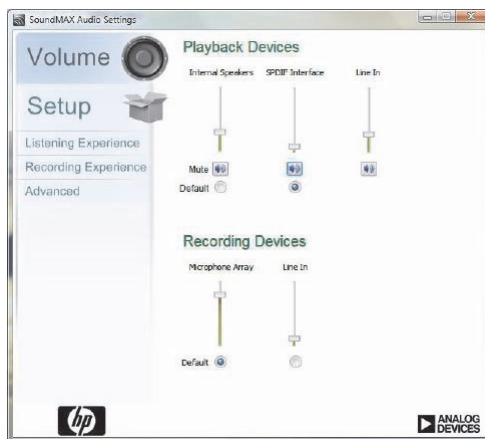 SoundMAX Audio Settings
Volume
Setup
Listening Experience
Recording Experience
Advanced
Playback Devices
Internal Speakers SPDIF Interface Line In
Mute
Default
Recording Devices
Microphone Array Line In
Default
hp
ANALOG
DEVICES